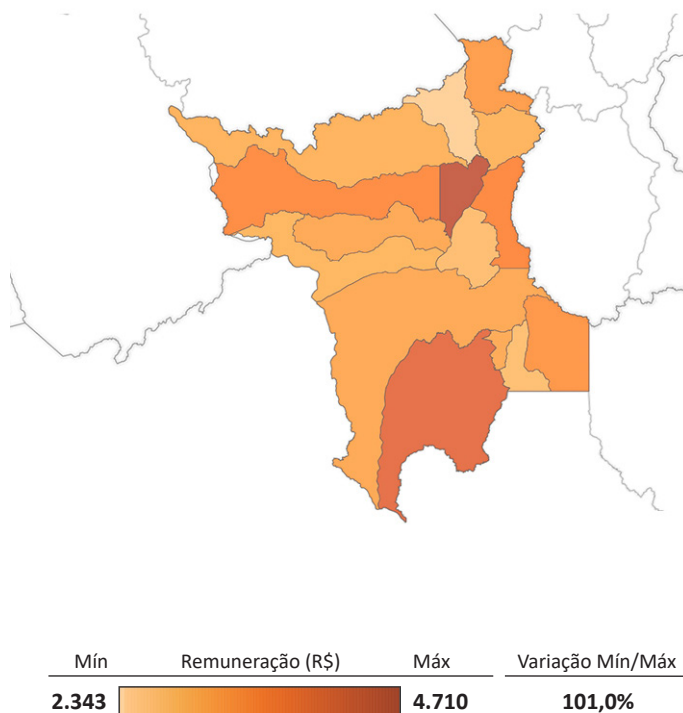 Mín Remuneração (R$) Máx Variação Mín/Máx
2.343 4.710 101,0%